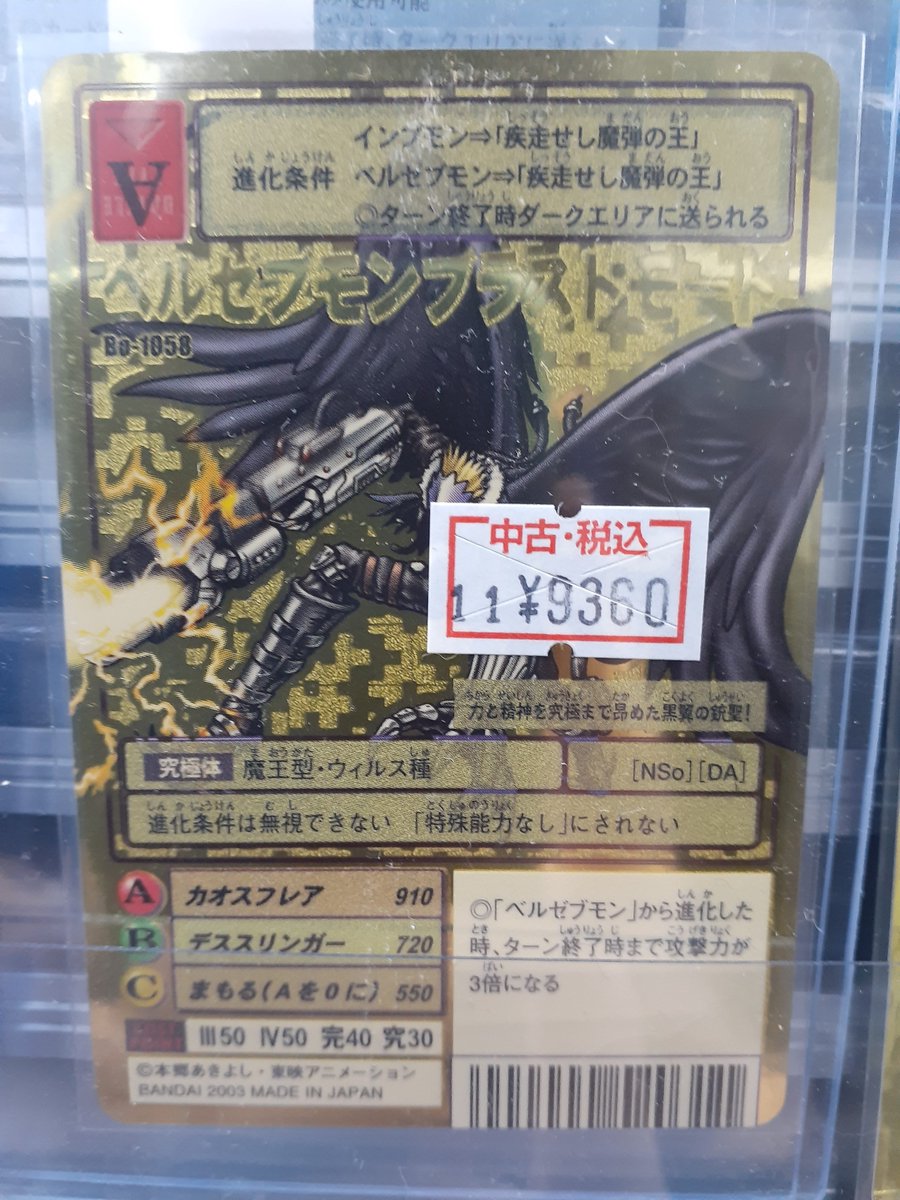 インプモン⇒「疾走せし魔弾の王」
進化条件 ベルゼブモン⇒「疾走せし魔弾の王」
◎ターン終了時ダークエリアに送られる
A
ベルゼブモンブラストモード
Bo-1058
中古・税込
11 ¥9360
力と精神を究極まで昂めた黒翼の銃聖!
究極体 魔王型・ウィルス種 [NSo][DA]
進化条件は無視できない 「特殊能力なし」にされない
A カオスフレア 910
B デススリンガー 720
C まもる(Aを0に) 550
LOST POINT Ⅲ50 Ⅳ50 完40 究30
◎「ベルゼブモン」から進化した
時、ターン終了時まで攻撃力が
3倍になる
©本郷あきよし・東映アニメーション
BANDAI 2003 MADE IN JAPAN